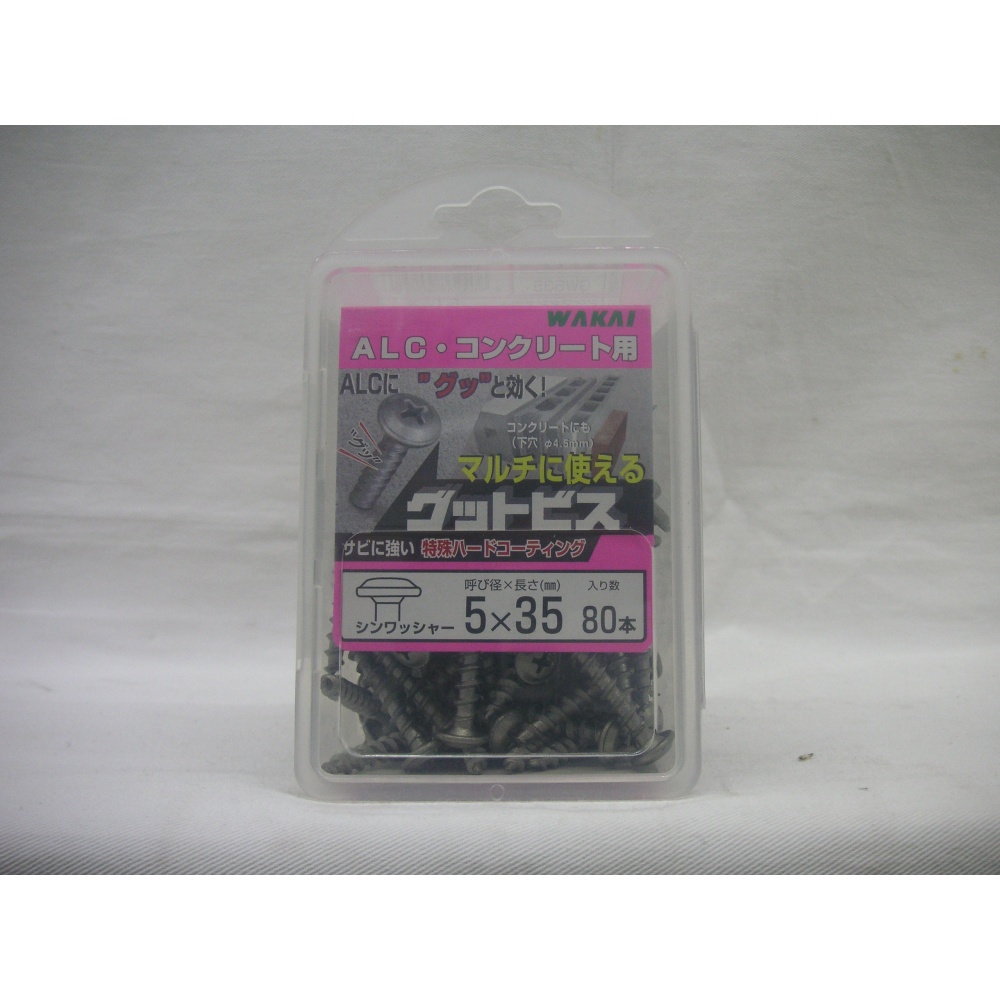 WAKAI
ALC・コンクリート用
ALCに "グッ"と効く!
"グッ"
コンクリートにも
(下穴 φ4.5mm)
マルチに使える
グットビス
サビに強い 特殊ハードコーティング
呼び径×長さ(㎜) 入り数
シンワッシャー 5×35 80本